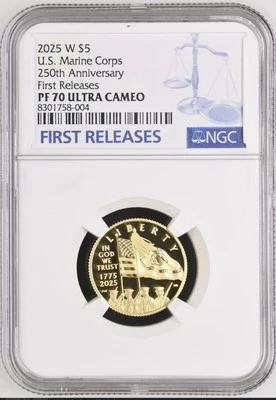 2025 W $5
U.S. Marine Corps
250th Anniversary
First Releases
PF 70 ULTRA CAMEO
8301758-004
FIRST RELEASES
NGC
LIBERTY
IN
GOD
WE
TRUST
1775
2025